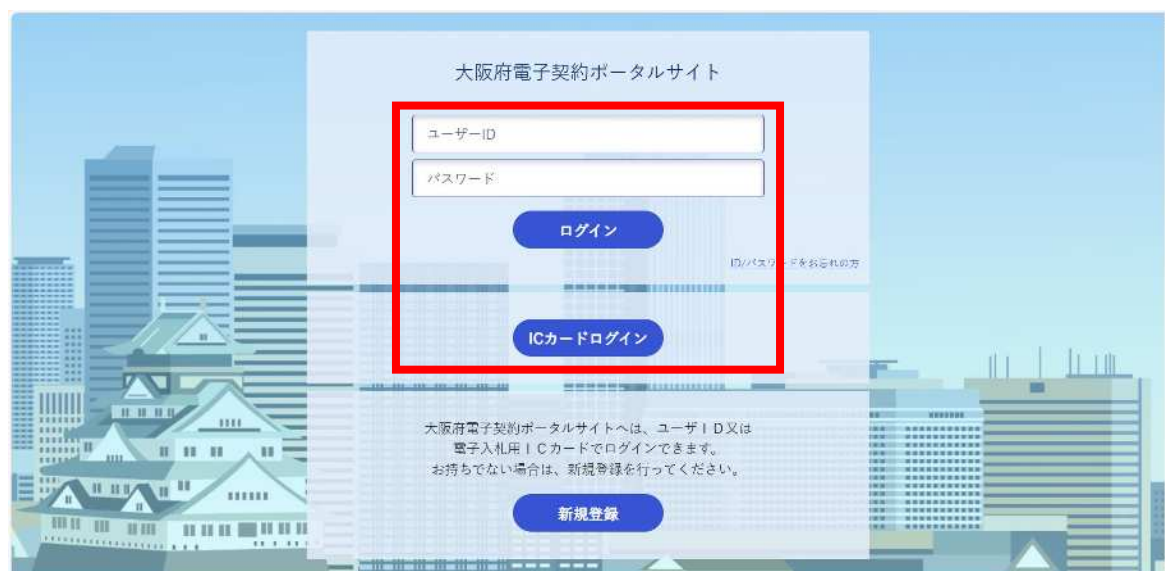 大阪府電子契約ポータルサイト
ユーザーID
パスワード
ログイン
ID/パスワードをお忘れの方
ICカードログイン
大阪府電子契約ポータルサイトへは、ユーザＩＤ又は
電子入札用ＩＣカードでログインできます。
お持ちでない場合は、新規登録を行ってください。
新規登録